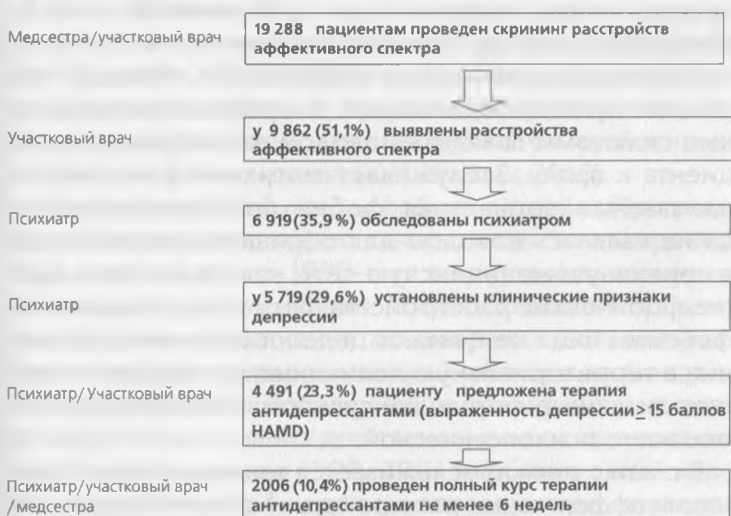 Медсестра/участковый врач
19 288 пациентам проведен скрининг расстройств
аффективного спектра
Участковый врач
у 9 862 (51,1%) выявлены расстройства
аффективного спектра
Психиатр
6 919(35,9%) обследованы психиатром
Психиатр
у 5 719(29,6%) установлены клинические признаки
депрессии
Психиатр/Участковый врач
4 491 (23,3%) пациенту предложена терапия
антидепрессантами (выраженность депрессии≥15 баллов
HAMD)
Психиатр/участковый врач
/медсестра
2006 (10,4%) проведен полный курс терапии
антидепрессантами не менее 6 недель